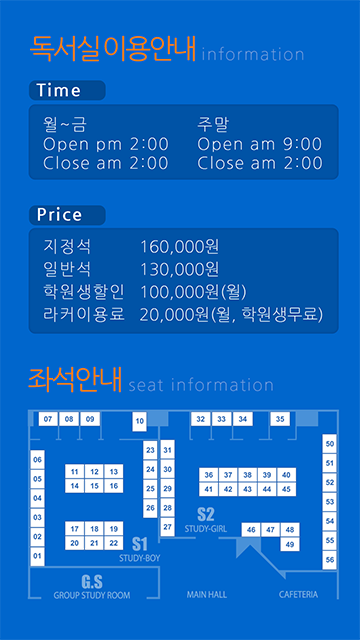 독서실 이용안내 information
Time
월~금 주말
Open pm 2:00 Open am 9:00
Close am 2:00 Close am 2:00
Price
지정석 160,000원
일반석 130,000원
학원생할인 100,000원(월)
라커이용료 20,000원(월, 학원생무료)
좌석안내 seat information
07 08 09 10 32 33 34 35
06 05 04 03 02 01
11 12 13
14 15 16
17 18 19
20 21 22
23 24 25 26
31 30 29 28 27
36 37 38 39 40
41 42 43 44 45
46 47 48
49
50 51 52 53 54 55 56
S1
STUDY-BOY
S2
STUDY-GIRL
G.S
GROUP STUDY ROOM
MAIN HALL
CAFETERIA